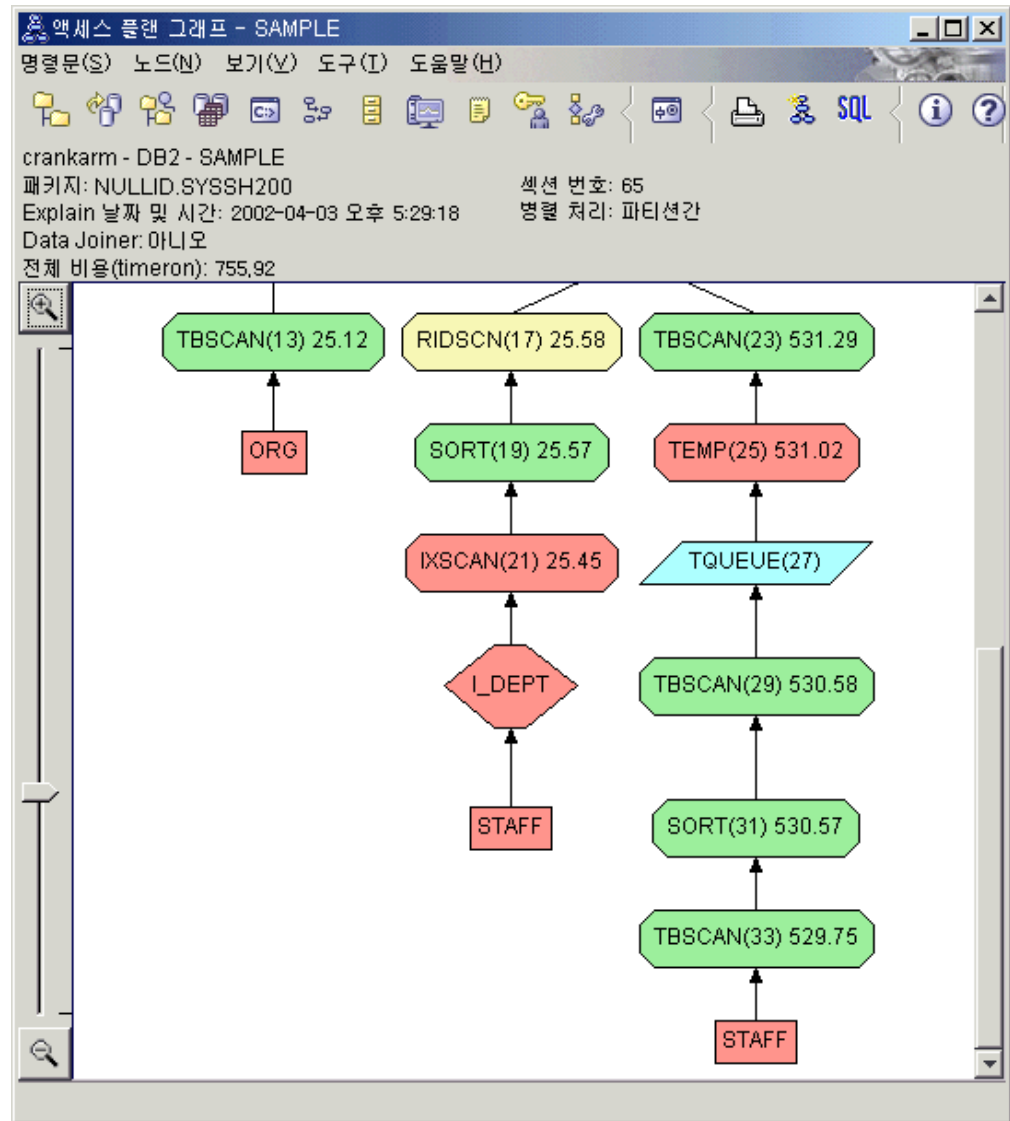 액세스 플랜 그래프 - SAMPLE
명령문(S) 노드(N) 보기(V) 도구(T) 도움말(H)
SQL
crankarm - DB2 - SAMPLE
패키지: NULLID.SYSSH200 섹션 번호: 65
Explain 날짜 및 시간: 2002-04-03 오후 5:29:18 병렬 처리: 파티션간
Data Joiner: 아니오
전체 비용(timeron): 755,92
TBSCAN(13) 25.12 RIDSCN(17) 25.58 TBSCAN(23) 531.29
ORG SORT(19) 25.57 TEMP(25) 531.02
IXSCAN(21) 25.45 TQUEUE(27)
I_DEPT TBSCAN(29) 530.58
STAFF SORT(31) 530.57
TBSCAN(33) 529.75
STAFF